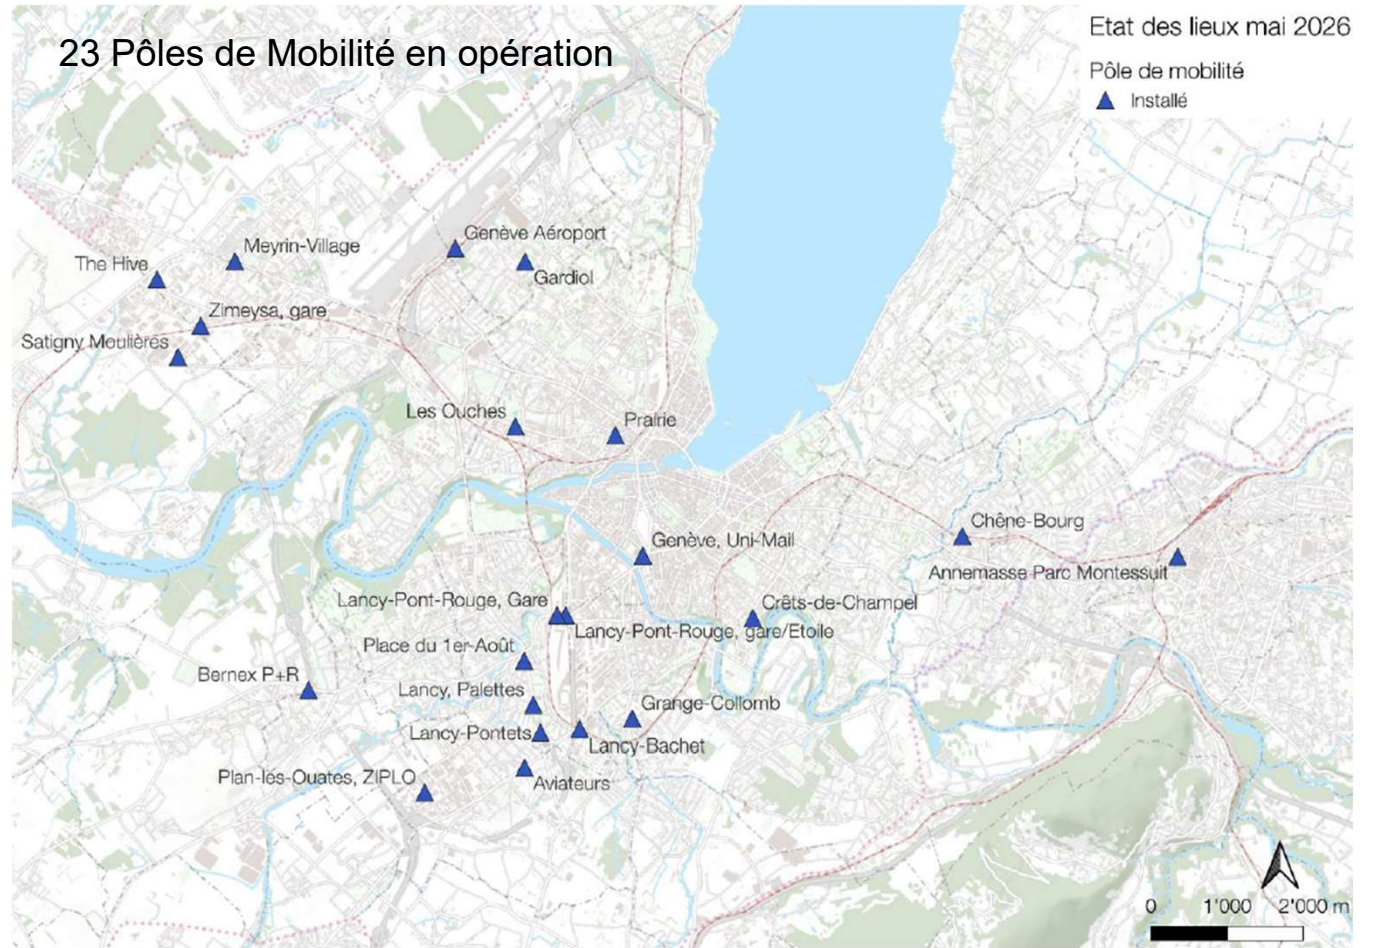 23 Pôles de Mobilité en opération
Etat des lieux mai 2026
Pôle de mobilité
Installé
Genève Aéroport
Meyrin-Village
The Hive
Gardiol
Zimeysa, gare
Satigny Meulières
Les Ouches
Prairie
Chêne-Bourg
Genève, Uni-Mail
Annemasse Parc Montessuit
Lancy-Pont-Rouge, Gare
Crêts-de-Champel
Lancy-Pont-Rouge, gare/Etoile
Place du 1er-Août
Bernex P+R
Lancy, Palettes
Grange-Collomb
Lancy-Pontets
Lancy-Bachet
Plan-les-Ouates, ZIPLO
Aviateurs
0 1'000 2'000 m